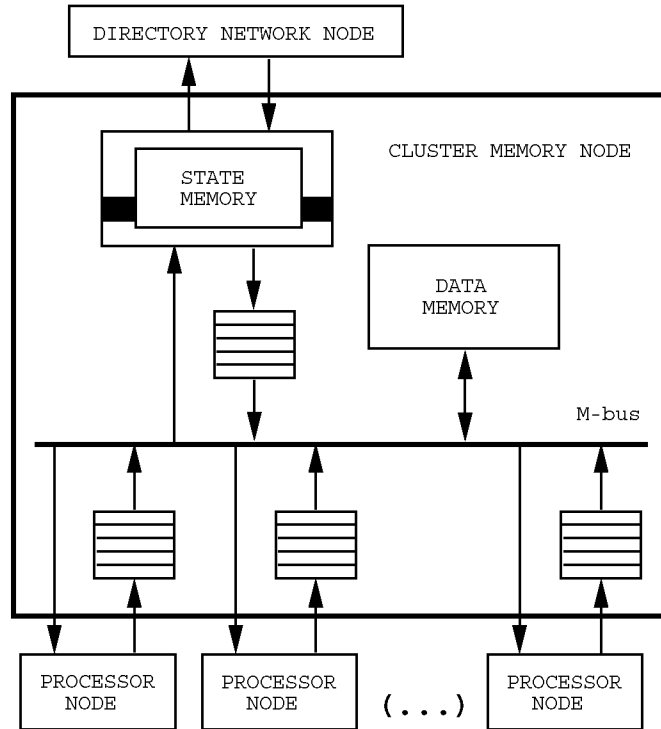 DIRECTORY NETWORK NODE
CLUSTER MEMORY NODE
STATE
MEMORY
DATA
MEMORY
M-bus
PROCESSOR
NODE
PROCESSOR
NODE
(...)
PROCESSOR
NODE